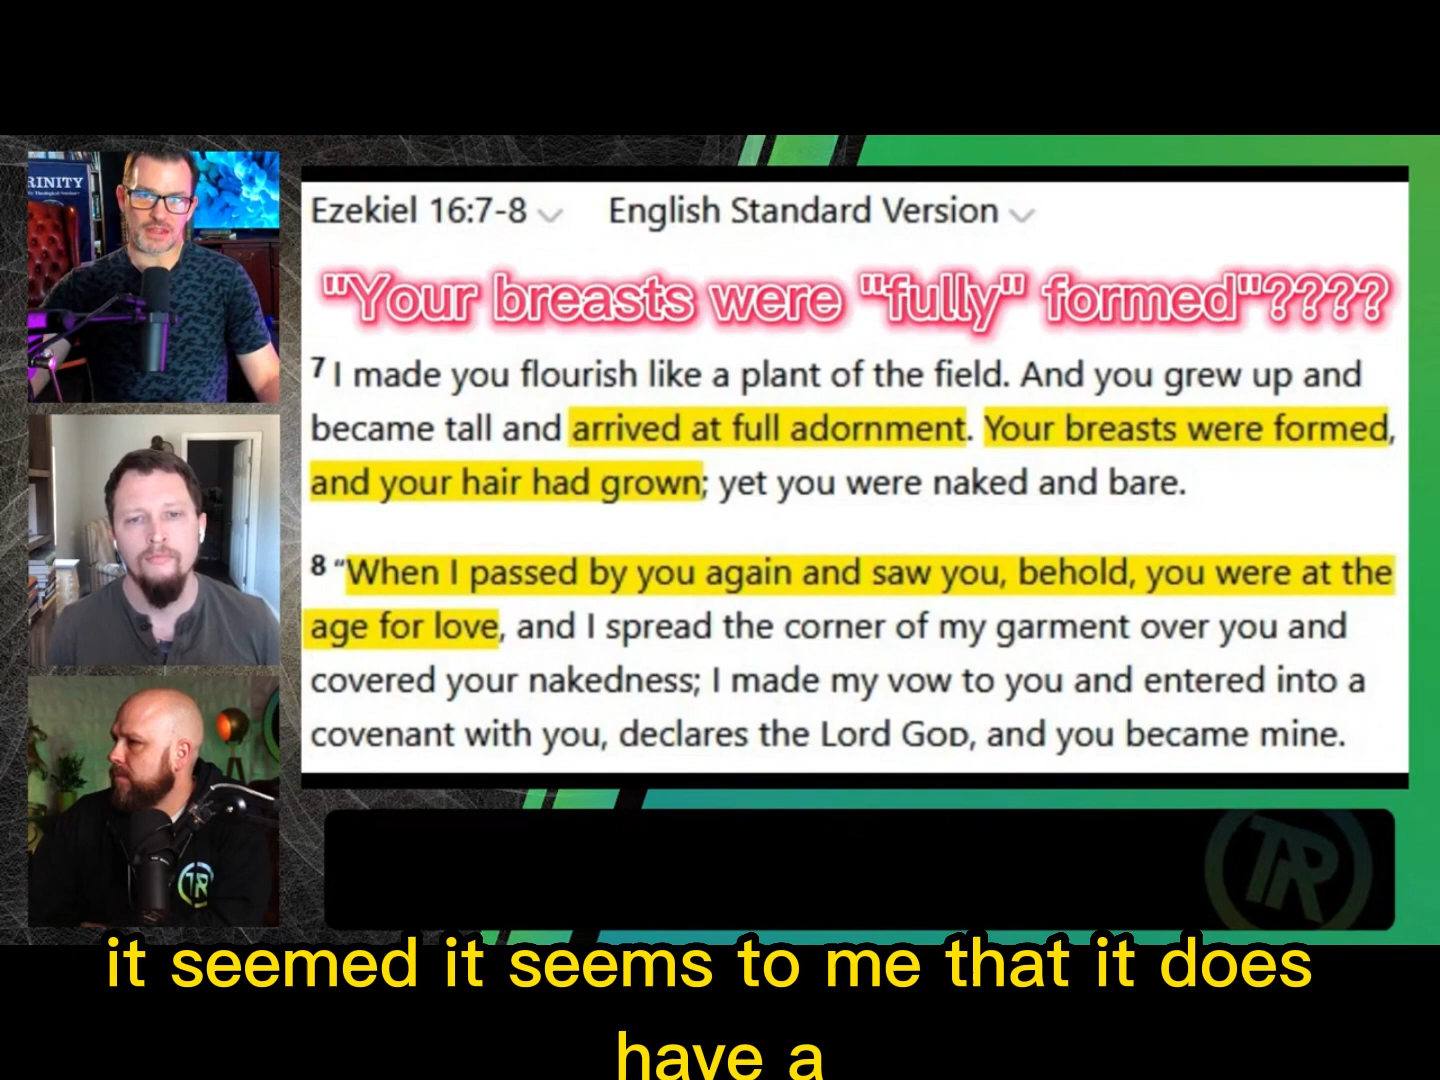 RINITY
Ezekiel 16:7-8 English Standard Version
"Your breasts were "fully" formed"????
7 I made you flourish like a plant of the field. And you grew up and
became tall and arrived at full adornment. Your breasts were formed,
and your hair had grown; yet you were naked and bare.
8 “When I passed by you again and saw you, behold, you were at the
age for love, and I spread the corner of my garment over you and
covered your nakedness; I made my vow to you and entered into a
covenant with you, declares the Lord GOD, and you became mine.
TR
TR
it seemed it seems to me that it does
have a